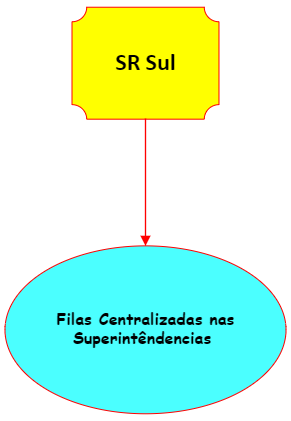 SR Sul
Filas Centralizadas nas
Superintêndencias